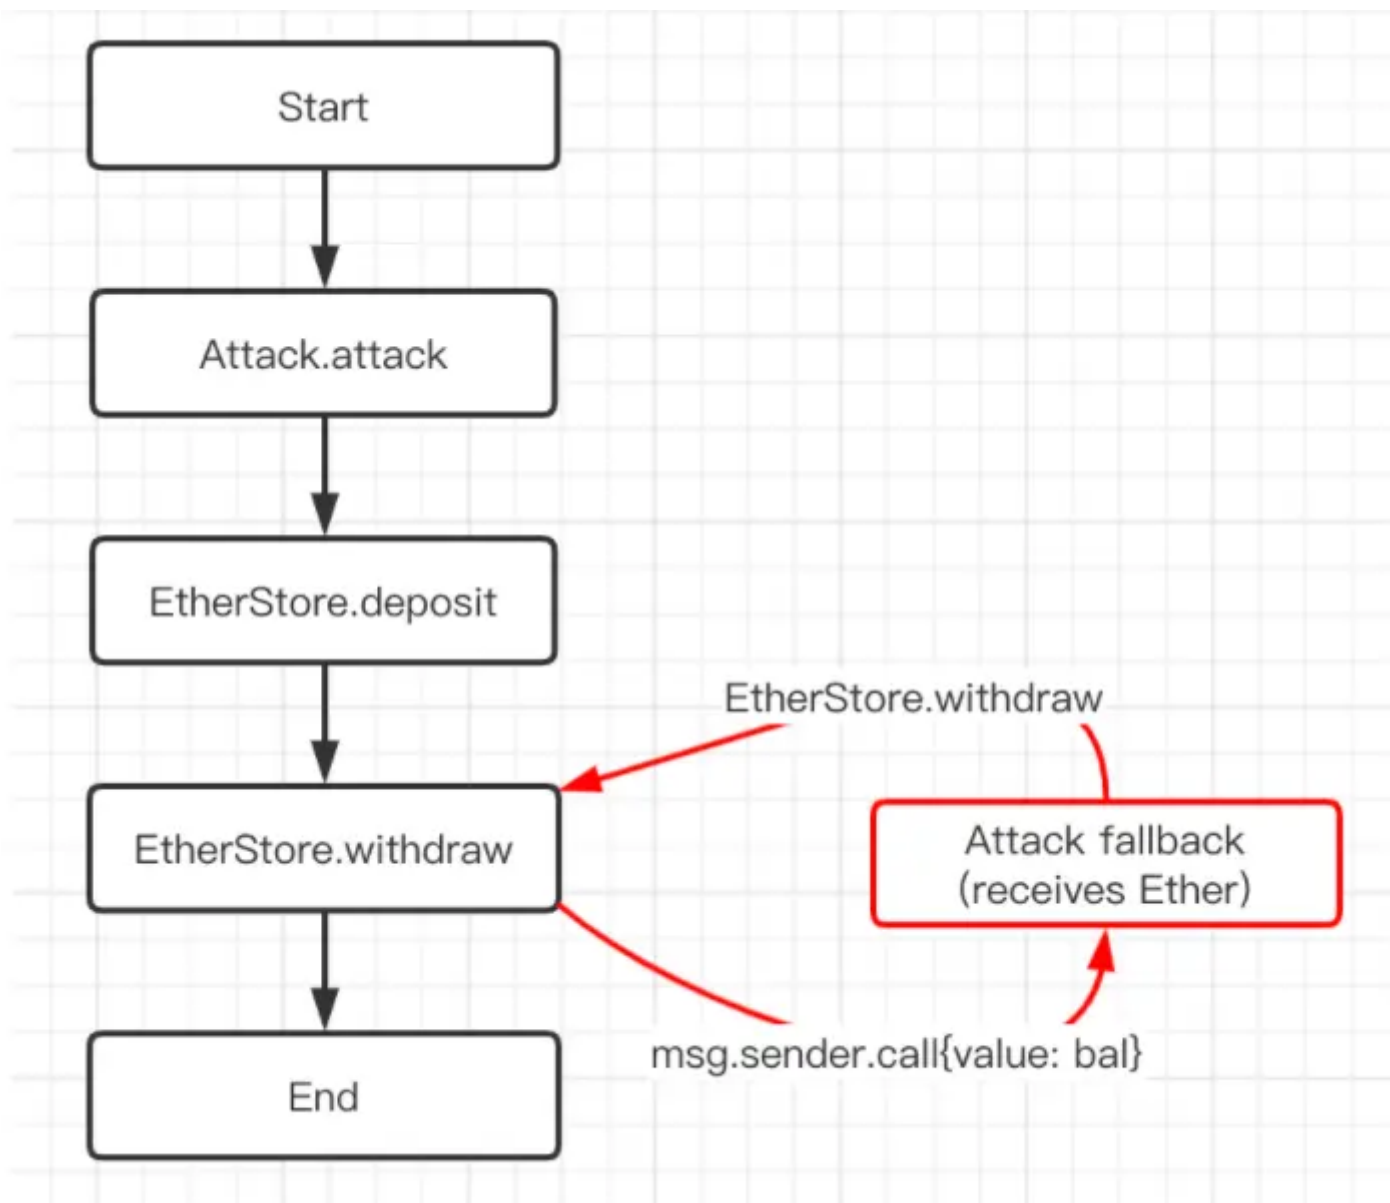 Start
Attack.attack
EtherStore.deposit
EtherStore.withdraw
EtherStore.withdraw
Attack fallback
(receives Ether)
msg.sender.call{value: bal}
End